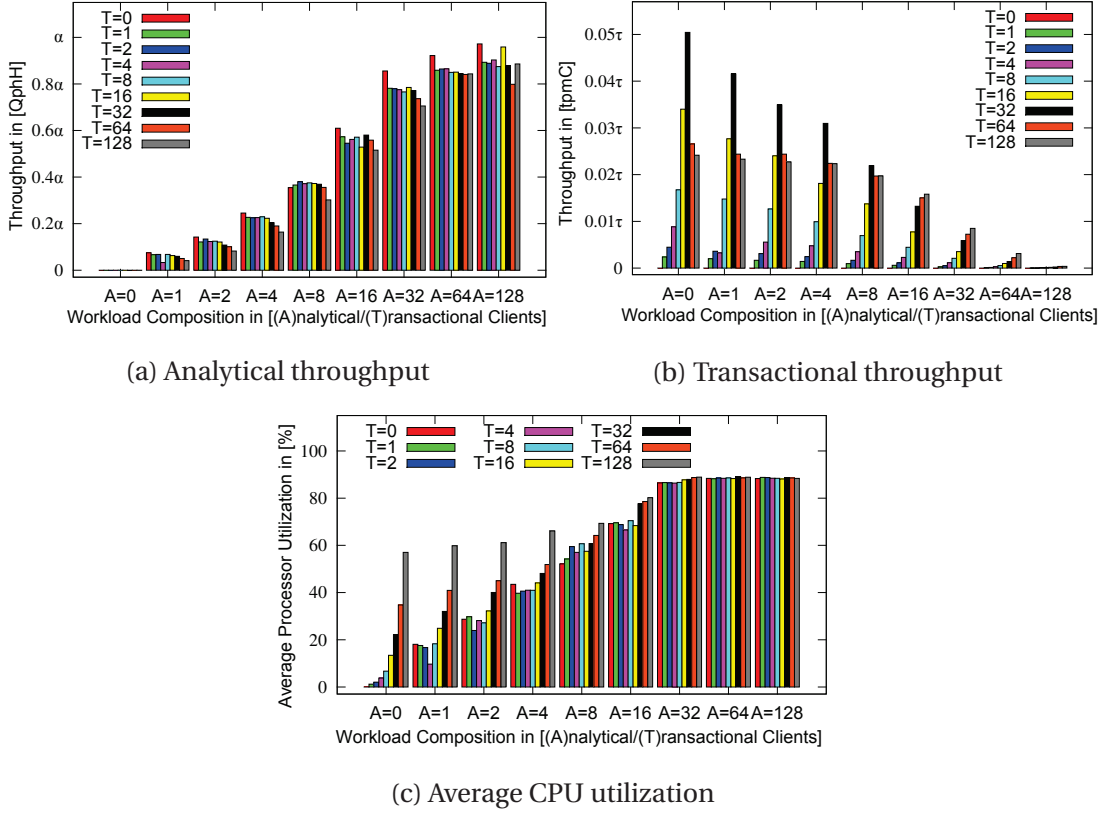 T=0
T=1
T=2
T=4
T=8
T=16
T=32
T=64
T=128
α
0.8α
0.6α
0.4α
0.2α
0
Throughput in [QphH]
A=0 A=1 A=2 A=4 A=8 A=16 A=32 A=64 A=128
Workload Composition in [(A)nalytical/(T)ransactional Clients]
(a) Analytical throughput
T=0
T=1
T=2
T=4
T=8
T=16
T=32
T=64
T=128
0.05τ
0.04τ
0.03τ
0.02τ
0.01τ
0
Throughput in [tpmC]
A=0 A=1 A=2 A=4 A=8 A=16 A=32 A=64 A=128
Workload Composition in [(A)nalytical/(T)ransactional Clients]
(b) Transactional throughput
T=0 T=4 T=32
T=1 T=8 T=64
T=2 T=16 T=128
100
80
60
40
20
0
Average Processor Utilization in [%]
A=0 A=1 A=2 A=4 A=8 A=16 A=32 A=64 A=128
Workload Composition in [(A)nalytical/(T)ransactional Clients]
(c) Average CPU utilization